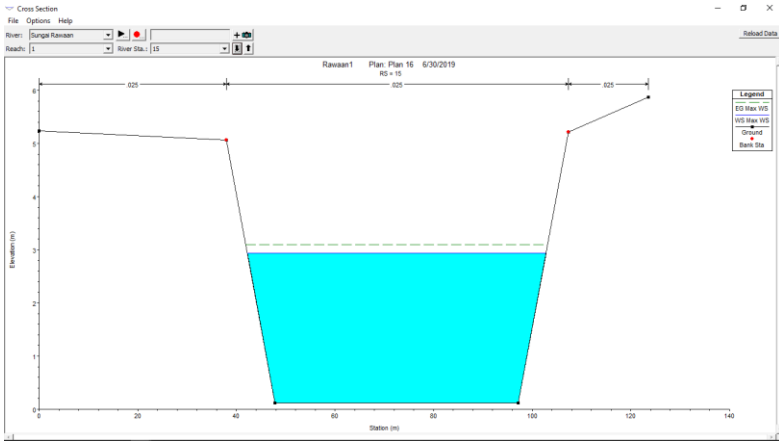 Cross Section
File Options Help
River: Sungai Rawaan
Reload Data
Reach: 1 River Sta.: 15
Rawaan1 Plan: Plan 16 6/30/2019
RS = 15
.025 .025 .025
Legend
EG Max WS
WS Max WS
Ground
Bank Sta
6
5
4
3
2
1
0
Elevation (m)
0 20 40 60 80 100 120 140
Station (m)